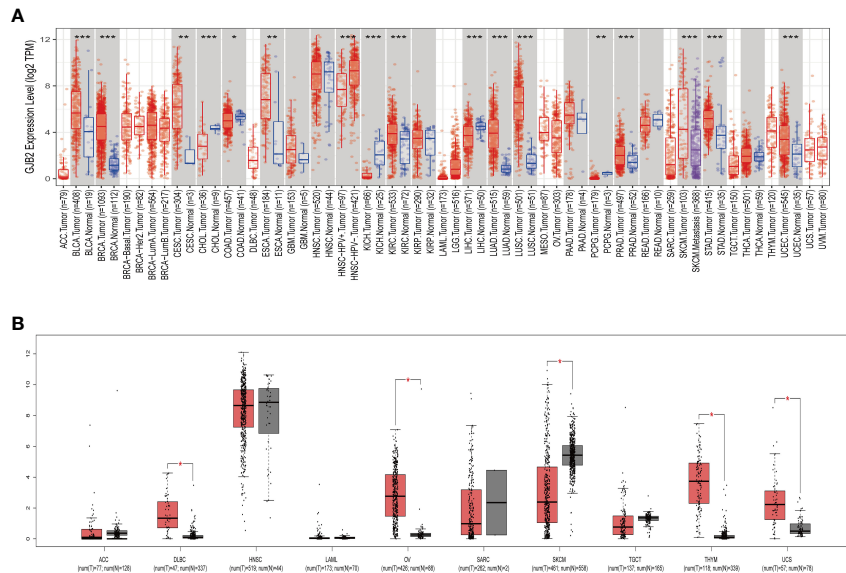 A
*** *** ** *** * ** *** *** *** *** *** *** ** *** *** *** ***
GJB2 Expression Level (log2 TPM)
12
9
6
3
0
ACC.Tumor (n=79)
BLCA.Tumor (n=408)
BLCA.Normal (n=19)
BRCA.Tumor (n=1093)
BRCA.Normal (n=112)
BRCA-Basal.Tumor (n=190)
BRCA-Her2.Tumor (n=82)
BRCA-LumA.Tumor (n=564)
BRCA-LumB.Tumor (n=217)
CESC.Tumor (n=304)
CESC.Normal (n=3)
CHOL.Tumor (n=36)
CHOL.Normal (n=9)
COAD.Tumor (n=457)
COAD.Normal (n=41)
DLBC.Tumor (n=48)
ESCA.Tumor (n=184)
ESCA.Normal (n=11)
GBM.Tumor (n=153)
GBM.Normal (n=5)
HNSC.Tumor (n=520)
HNSC.Normal (n=44)
HNSC-HPV+.Tumor (n=97)
HNSC-HPV-.Tumor (n=421)
KICH.Tumor (n=66)
KICH.Normal (n=25)
KIRC.Tumor (n=533)
KIRC.Normal (n=72)
KIRP.Tumor (n=290)
KIRP.Normal (n=32)
LAML.Tumor (n=173)
LGG.Tumor (n=516)
LIHC.Tumor (n=371)
LIHC.Normal (n=50)
LUAD.Tumor (n=515)
LUAD.Normal (n=59)
LUSC.Tumor (n=501)
LUSC.Normal (n=51)
MESO.Tumor (n=87)
OV.Tumor (n=303)
PAAD.Tumor (n=178)
PAAD.Normal (n=4)
PCPG.Tumor (n=179)
PCPG.Normal (n=3)
PRAD.Tumor (n=497)
PRAD.Normal (n=52)
READ.Tumor (n=166)
READ.Normal (n=10)
SARC.Tumor (n=259)
SKCM.Tumor (n=103)
SKCM.Metastasis (n=368)
STAD.Tumor (n=415)
STAD.Normal (n=35)
TGCT.Tumor (n=150)
THCA.Tumor (n=501)
THCA.Normal (n=59)
THYM.Tumor (n=120)
UCEC.Tumor (n=545)
UCEC.Normal (n=35)
UCS.Tumor (n=57)
UVM.Tumor (n=80)
B
12
10
8
6
4
2
0
* * * * *
ACC DLBC HNSC LAML OV SARC SKCM TGCT THYM UCS
(num(T)=77; num(N)=128) (num(T)=47; num(N)=337) (num(T)=519; num(N)=44) (num(T)=173; num(N)=70) (num(T)=426; num(N)=88) (num(T)=262; num(N)=2) (num(T)=461; num(N)=558) (num(T)=137; num(N)=165) (num(T)=118; num(N)=339) (num(T)=57; num(N)=78)